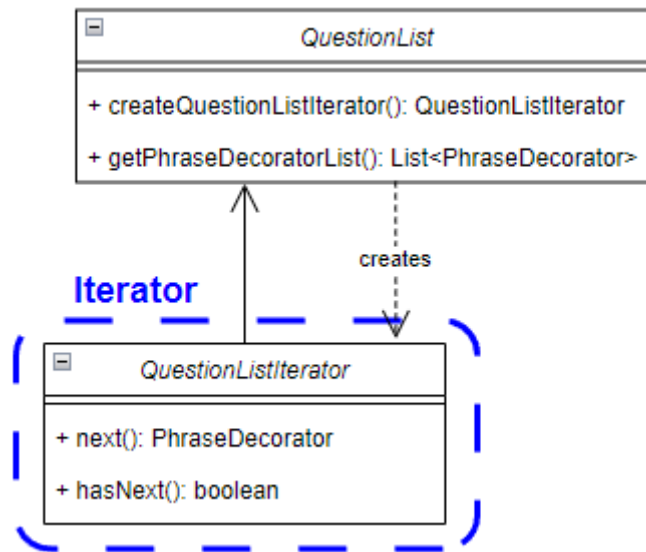 QuestionList
+ createQuestionListIterator(): QuestionListIterator
+ getPhraseDecoratorList(): List<PhraseDecorator>
creates
Iterator
QuestionListIterator
+ next(): PhraseDecorator
+ hasNext(): boolean